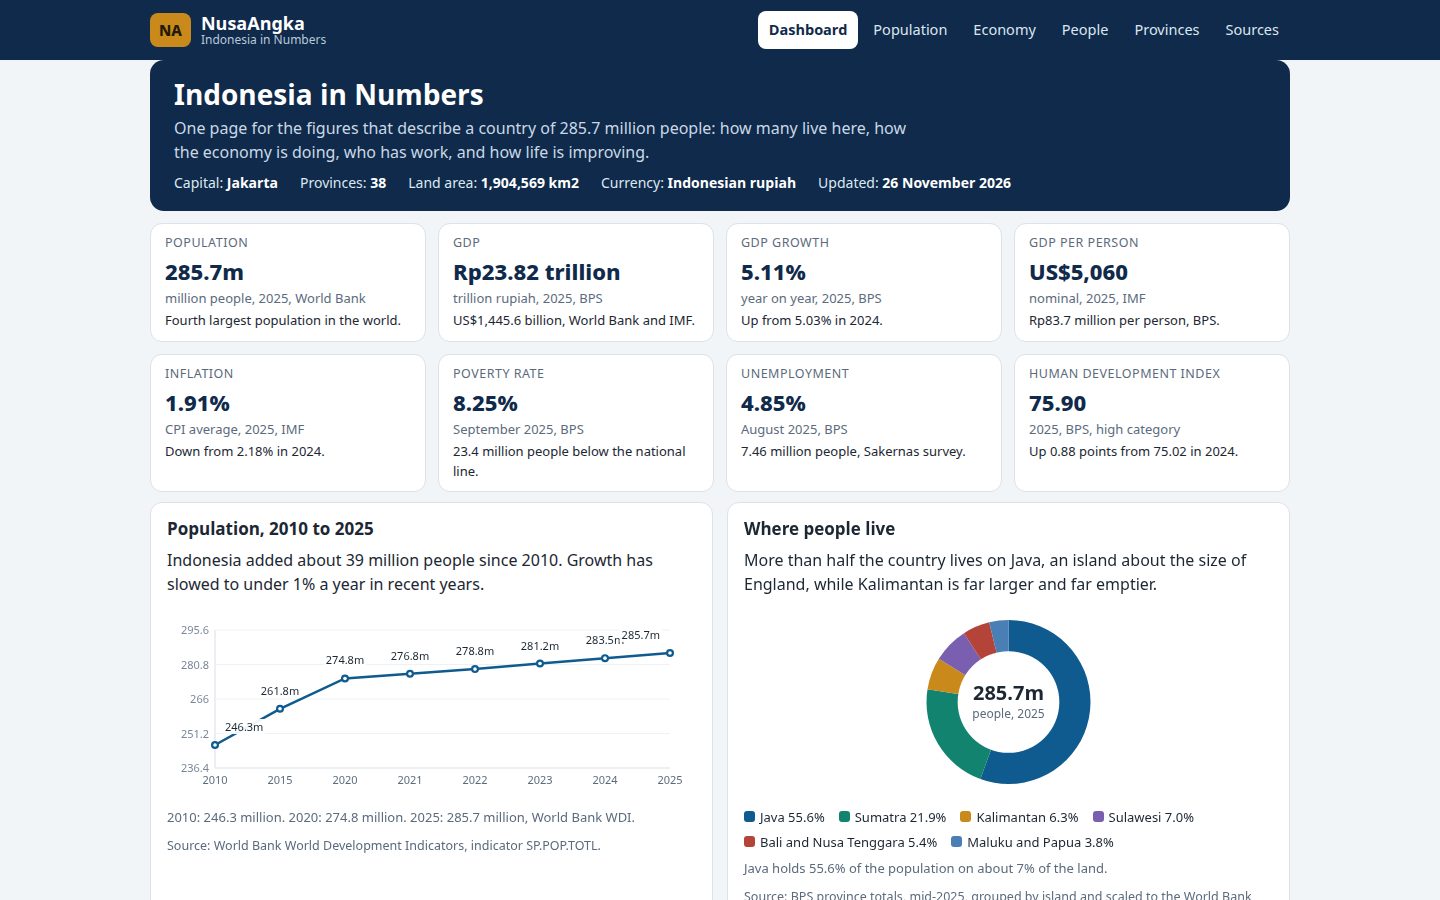 NA
NusaAngka
Indonesia in Numbers
Dashboard
Population
Economy
People
Provinces
Sources
Indonesia in Numbers
One page for the figures that describe a country of 285.7 million people: how many live here, how
the economy is doing, who has work, and how life is improving.
Capital: Jakarta
Provinces: 38
Land area: 1,904,569 km2
Currency: Indonesian rupiah
Updated: 26 November 2026
POPULATION
285.7m
million people, 2025, World Bank
Fourth largest population in the world.
GDP
Rp23.82 trillion
trillion rupiah, 2025, BPS
US$1,445.6 billion, World Bank and IMF.
GDP GROWTH
5.11%
year on year, 2025, BPS
Up from 5.03% in 2024.
GDP PER PERSON
US$5,060
nominal, 2025, IMF
Rp83.7 million per person, BPS.
INFLATION
1.91%
CPI average, 2025, IMF
Down from 2.18% in 2024.
POVERTY RATE
8.25%
September 2025, BPS
23.4 million people below the national
line.
UNEMPLOYMENT
4.85%
August 2025, BPS
7.46 million people, Sakernas survey.
HUMAN DEVELOPMENT INDEX
75.90
2025, BPS, high category
Up 0.88 points from 75.02 in 2024.
Population, 2010 to 2025
Indonesia added about 39 million people since 2010. Growth has
slowed to under 1% a year in recent years.
295.6
280.8
266
251.2
236.4
246.3m
261.8m
274.8m
276.8m
278.8m
281.2m
283.5m
285.7m
2010
2015
2020
2021
2022
2023
2024
2025
2010: 246.3 million. 2020: 274.8 million. 2025: 285.7 million, World Bank WDI.
Source: World Bank World Development Indicators, indicator SP.POP.TOTL.
Where people live
More than half the country lives on Java, an island about the size of
England, while Kalimantan is far larger and far emptier.
285.7m
people, 2025
Java 55.6%
Sumatra 21.9%
Kalimantan 6.3%
Sulawesi 7.0%
Bali and Nusa Tenggara 5.4%
Maluku and Papua 3.8%
Java holds 55.6% of the population on about 7% of the land.
Source: BPS province totals, mid-2025, grouped by island and scaled to the World Bank